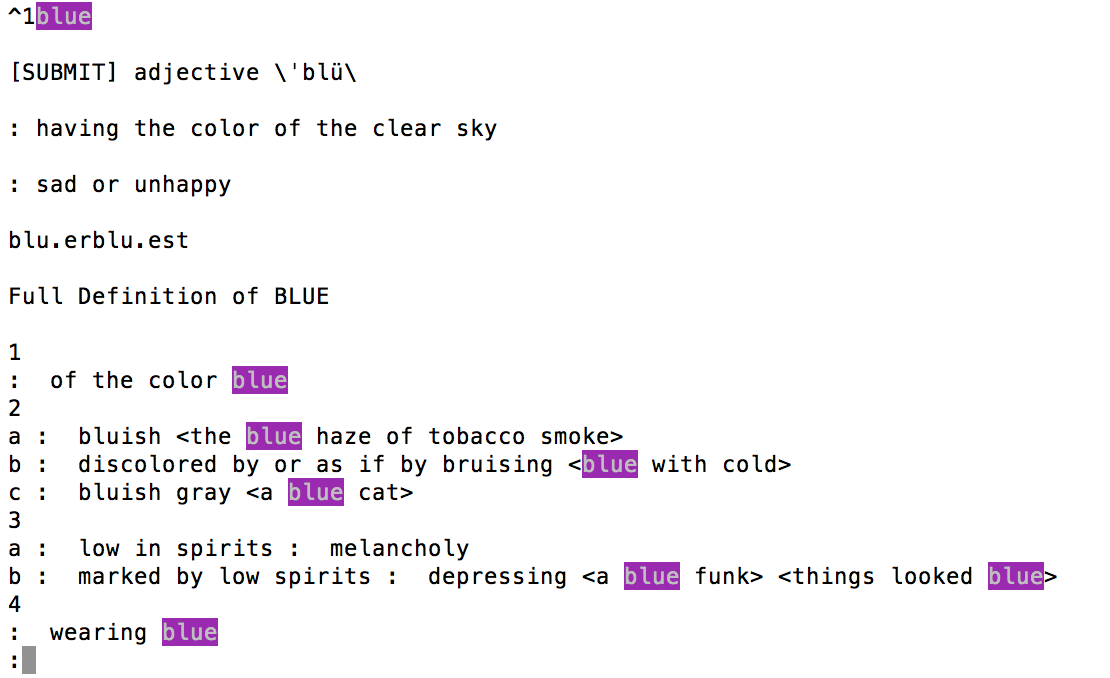 ^1blue
[SUBMIT] adjective \ˈblü\
: having the color of the clear sky
: sad or unhappy
blu.erblu.est
Full Definition of BLUE
1
:  of the color blue
2
a :  bluish <the blue haze of tobacco smoke>
b :  discolored by or as if by bruising <blue with cold>
c :  bluish gray <a blue cat>
3
a :  low in spirits :  melancholy
b :  marked by low spirits :  depressing <a blue funk> <things looked blue>
4
:  wearing blue
: